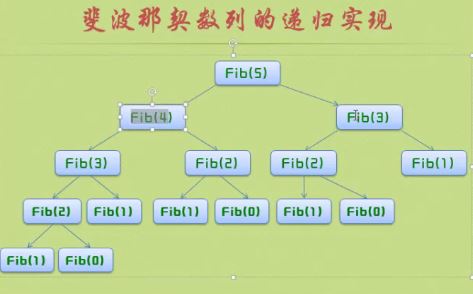 斐波那契数列的递归实现
Fib(5)
Fib(4) Fib(3)
Fib(3) Fib(2) Fib(2) Fib(1)
Fib(2) Fib(1) Fib(1) Fib(0) Fib(1) Fib(0)
Fib(1) Fib(0)